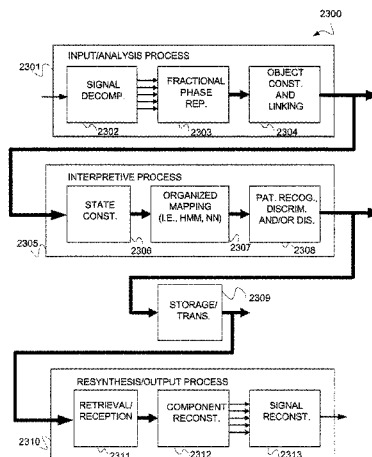 2300
2301
INPUT/ANALYSIS PROCESS
SIGNAL
DECOMP.
2302
FRACTIONAL
PHASE
REP.
2303
OBJECT
CONST.
AND
LINKING
2304
INTERPRETIVE PROCESS
STATE
CONST.
2306
ORGANIZED
MAPPING
(I.E., HMM, NN)
2307
PAT. RECOG.,
DISCRIM.
AND/OR DIS.
2308
2305
STORAGE/
TRANS.
2309
RESYNTHESIS/OUTPUT PROCESS
RETRIEVAL/
RECEPTION
2311
COMPONENT
RECONST.
2312
SIGNAL
RECONST.
2313
2310